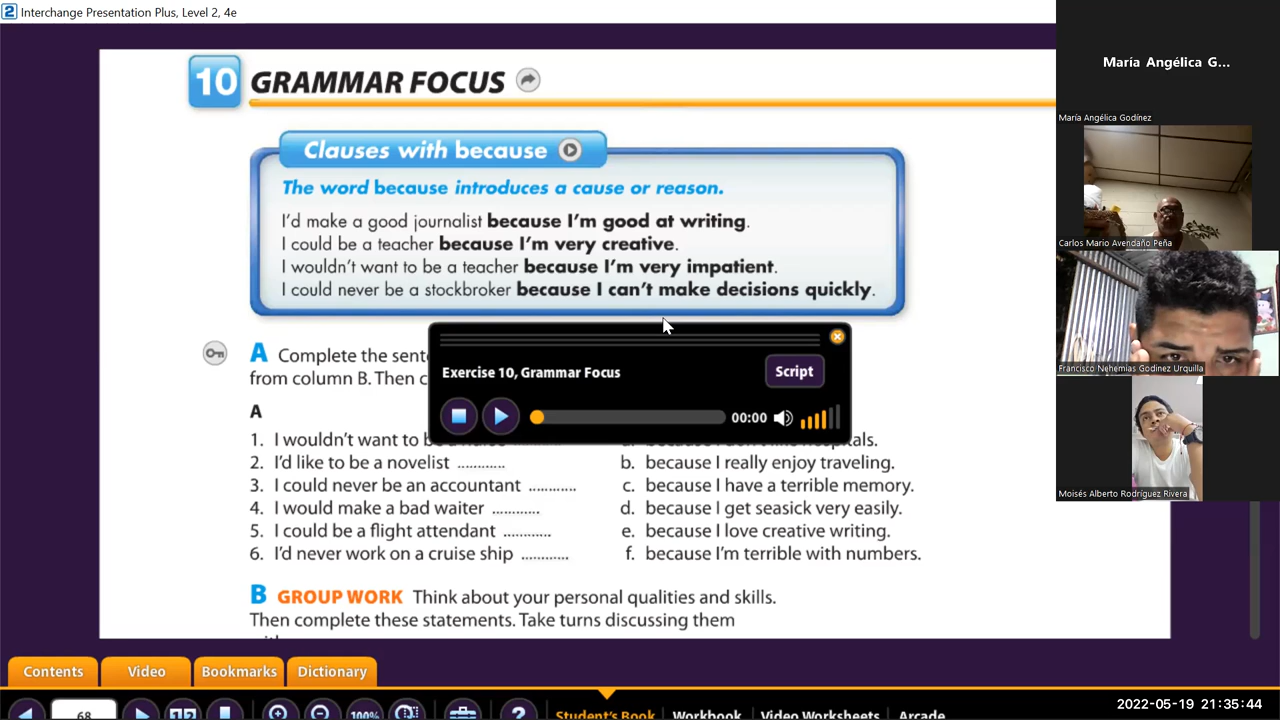 Interchange Presentation Plus, Level 2, 4e
10 GRAMMAR FOCUS
Clauses with because
The word because introduces a cause or reason.
I'd make a good journalist because I'm good at writing.
I could be a teacher because I'm very creative.
I wouldn't want to be a teacher because I'm very impatient.
I could never be a stockbroker because I can't make decisions quickly.
A Complete the sent
from column B. Then c
Exercise 10, Grammar Focus
Script
00:00
A
1. I wouldn't want to
hospitals.
2. I'd like to be a novelist ............
b. because I really enjoy traveling.
3. I could never be an accountant ............
c. because I have a terrible memory.
4. I would make a bad waiter ............
d. because I get seasick very easily.
5. I could be a flight attendant ............
e. because I love creative writing.
6. I'd never work on a cruise ship ............
f. because I'm terrible with numbers.
B GROUP WORK Think about your personal qualities and skills.
Then complete these statements. Take turns discussing them
Contents
Video
Bookmarks
Dictionary
68
100%
Student's Book
Workbook
Video Worksheets
Arcade
María Angélica G...
María Angélica Godínez
Carlos Mario Avendaño Peña
Francisco Nehemias Godinez Urquilla
Moisés Alberto Rodríguez Rivera
2022-05-19 21:35:44